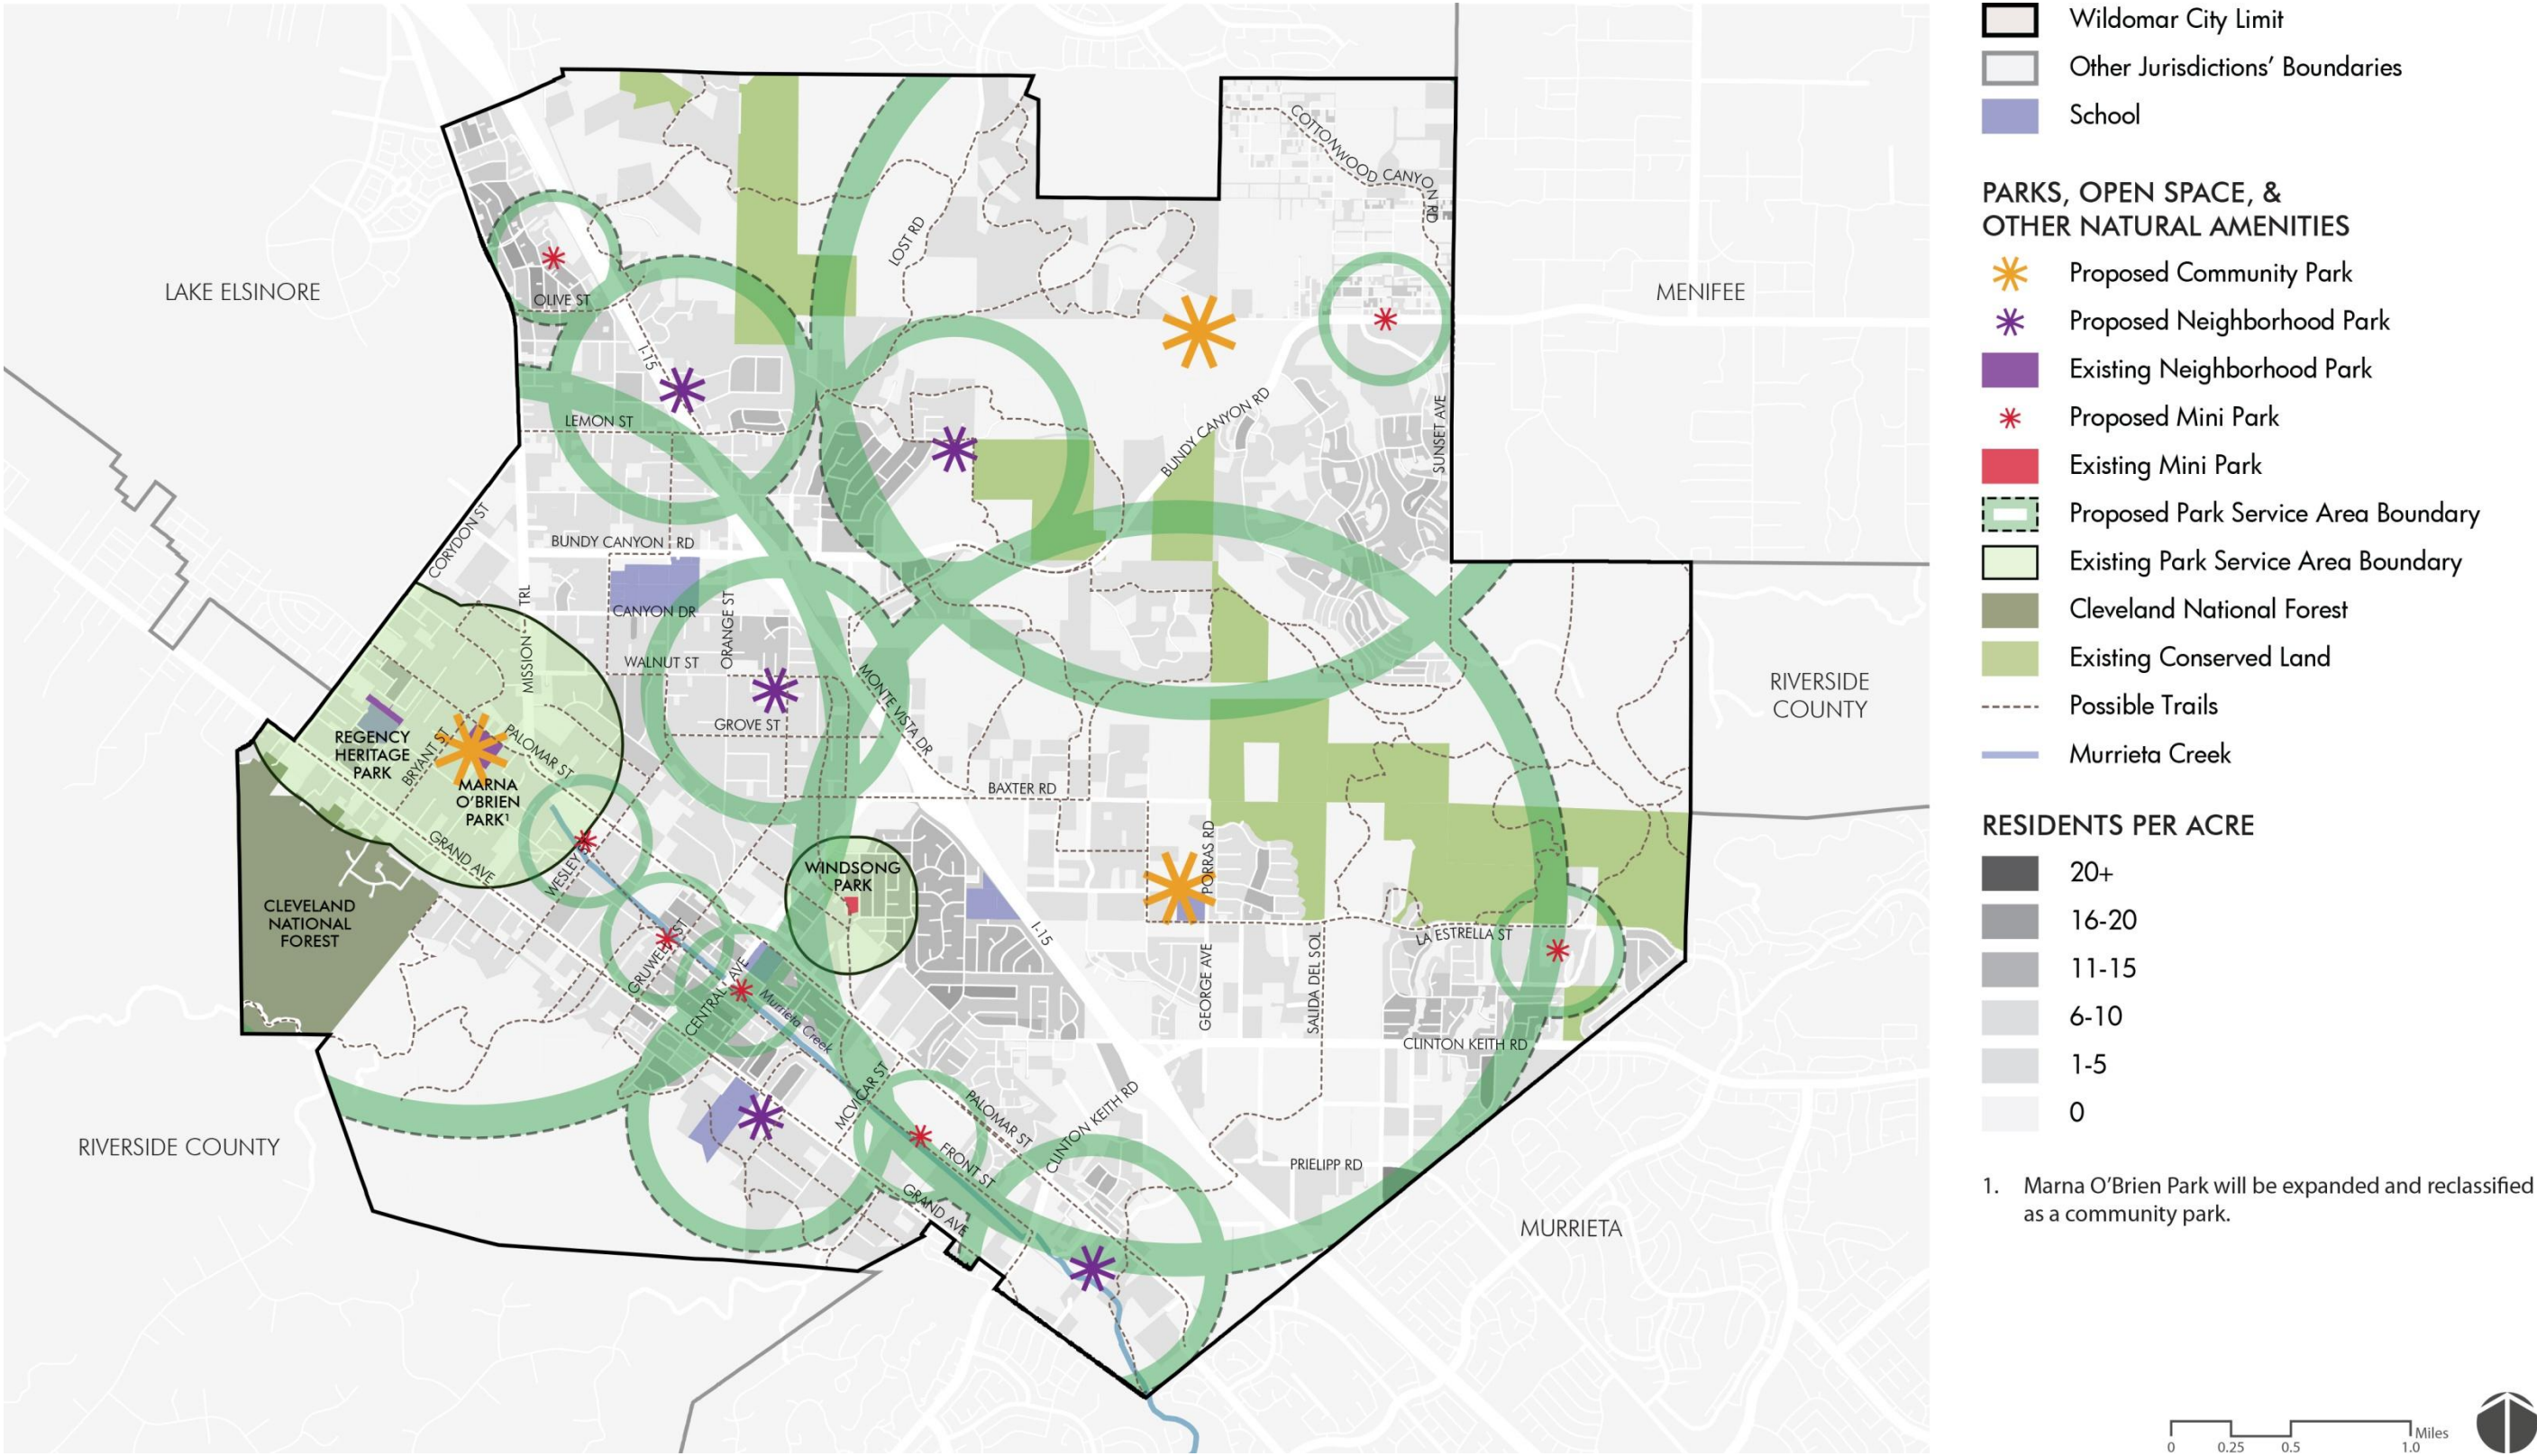 COTTONWOOD CANYON RD
LOST RD
LAKE ELSINORE
OLIVE ST
MENIFEE
I-15
LEMON ST
BUNDY CANYON RD
SUNSET AVE
CORYDON ST
BUNDY CANYON RD
MISSION TRL
CANYON DR
ORANGE ST
WALNUT ST
MONTE VISTA DR
RIVERSIDE
COUNTY
GROVE ST
REGENCY
HERITAGE
PARK
BRYANT ST
PALOMAR ST
MARNA
O'BRIEN
PARK¹
BAXTER RD
GRAND AVE
WESLEY
WINDSONG
PARK
PORRAS RD
CLEVELAND
NATIONAL
FOREST
GRUWELL ST
CENTRAL AVE
I-15
LA ESTRELLA ST
GEORGE AVE
SALIDA DEL SOL
Murrieta Creek
CLINTON KEITH RD
MCVICAR ST
PALOMAR ST
CLINTON KEITH RD
RIVERSIDE COUNTY
FRONT ST
PRIELIPP RD
GRAND AVE
MURRIETA
Wildomar City Limit
Other Jurisdictions' Boundaries
School
PARKS, OPEN SPACE, &
OTHER NATURAL AMENITIES
Proposed Community Park
Proposed Neighborhood Park
Existing Neighborhood Park
Proposed Mini Park
Existing Mini Park
Proposed Park Service Area Boundary
Existing Park Service Area Boundary
Cleveland National Forest
Existing Conserved Land
Possible Trails
Murrieta Creek
RESIDENTS PER ACRE
20+
16-20
11-15
6-10
1-5
0
1. Marna O'Brien Park will be expanded and reclassified
as a community park.
Miles
0 0.25 0.5 1.0